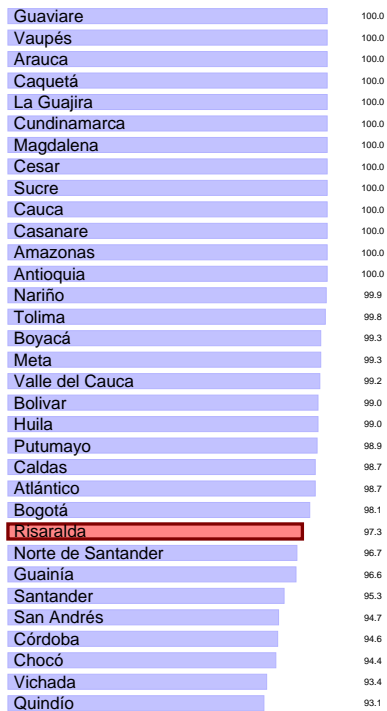 Guaviare 100.0
Vaupés 100.0
Arauca 100.0
Caquetá 100.0
La Guajira 100.0
Cundinamarca 100.0
Magdalena 100.0
Cesar 100.0
Sucre 100.0
Cauca 100.0
Casanare 100.0
Amazonas 100.0
Antioquia 100.0
Nariño 99.9
Tolima 99.8
Boyacá 99.3
Meta 99.3
Valle del Cauca 99.2
Bolivar 99.0
Huila 99.0
Putumayo 98.9
Caldas 98.7
Atlántico 98.7
Bogotá 98.1
Risaralda 97.3
Norte de Santander 96.7
Guainía 96.6
Santander 95.3
San Andrés 94.7
Córdoba 94.6
Chocó 94.4
Vichada 93.4
Quindío 93.1